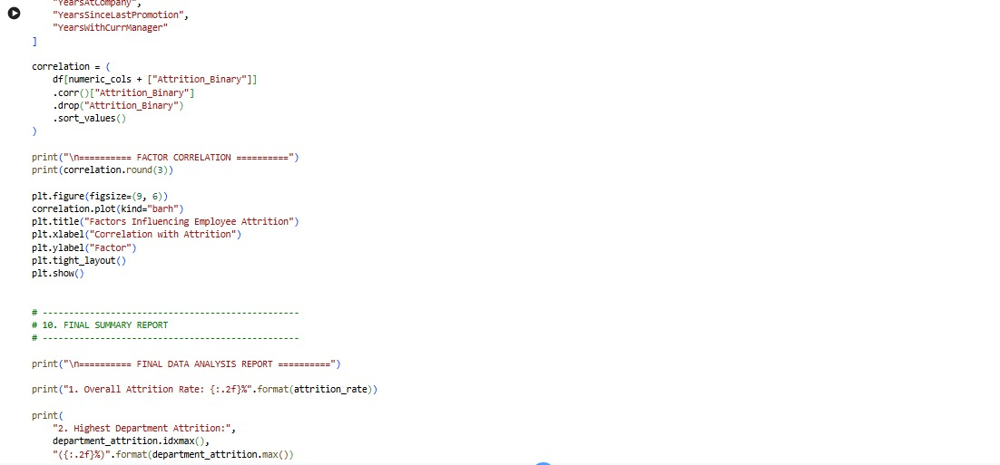 "YearsAtCompany",
"YearsSinceLastPromotion",
"YearsWithCurrManager"
]
correlation = (
df[numeric_cols + ["Attrition_Binary"]]
.corr()["Attrition_Binary"]
.drop("Attrition_Binary")
.sort_values()
)
print("\n========== FACTOR CORRELATION ==========")
print(correlation.round(3))
plt.figure(figsize=(9, 6))
correlation.plot(kind="barh")
plt.title("Factors Influencing Employee Attrition")
plt.xlabel("Correlation with Attrition")
plt.ylabel("Factor")
plt.tight_layout()
plt.show()
# -------------------------------------------------
# 10. FINAL SUMMARY REPORT
# -------------------------------------------------
print("\n========== FINAL DATA ANALYSIS REPORT ==========")
print("1. Overall Attrition Rate: {:.2f}%".format(attrition_rate))
print(
"2. Highest Department Attrition:",
department_attrition.idxmax(),
"({:.2f}%)".format(department_attrition.max())